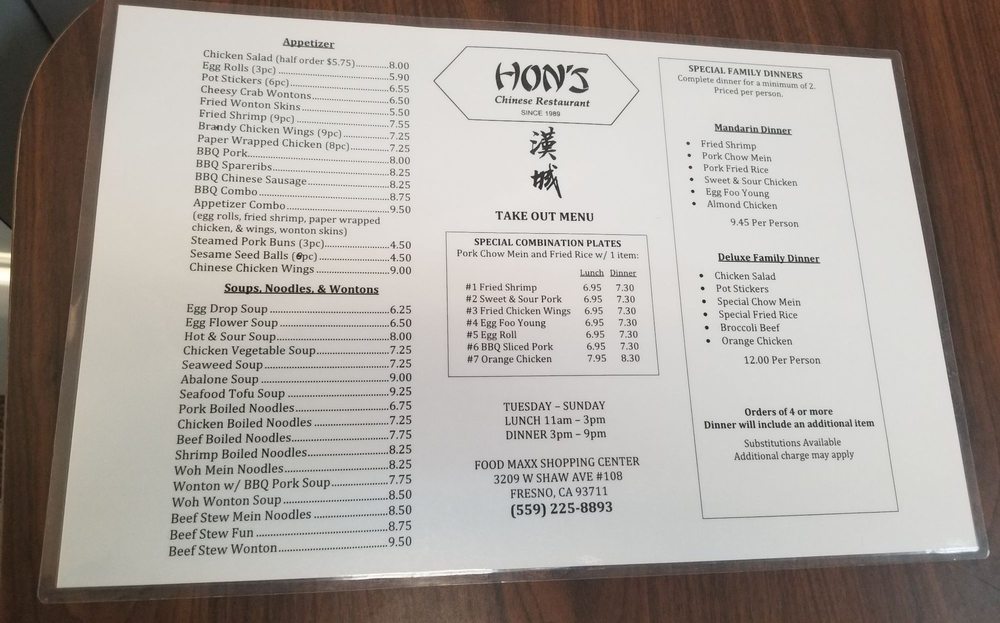 Appetizer
Chicken Salad (half order $5.75)..........8.00
Egg Rolls (3pc) ..........5.90
Pot Stickers (6pc)..........6.55
Cheesy Crab Wontons..........6.50
Fried Wonton Skins..........5.50
Fried Shrimp (9pc)..........7.55
Brandy Chicken Wings (9pc)..........7.25
Paper Wrapped Chicken (8pc)..........7.25
BBQ Pork..........8.00
BBQ Spareribs..........8.25
BBQ Chinese Sausage..........8.25
BBQ Combo..........8.75
Appetizer Combo..........9.50
(egg rolls, fried shrimp, paper wrapped
chicken, & wings, wonton skins)
Steamed Pork Buns (3pc)..........4.50
Sesame Seed Balls (6pc)..........4.50
Chinese Chicken Wings..........9.00
Soups, Noodles, & Wontons
Egg Drop Soup..........6.25
Egg Flower Soup..........6.50
Hot & Sour Soup..........8.00
Chicken Vegetable Soup..........7.25
Seaweed Soup..........7.25
Abalone Soup..........9.00
Seafood Tofu Soup..........9.25
Pork Boiled Noodles..........6.75
Chicken Boiled Noodles..........7.25
Beef Boiled Noodles..........7.75
Shrimp Boiled Noodles..........8.25
Woh Mein Noodles..........8.25
Wonton w/ BBQ Pork Soup..........7.75
Woh Wonton Soup..........8.50
Beef Stew Mein Noodles..........8.50
Beef Stew Fun..........8.75
Beef Stew Wonton..........9.50
HON'S
Chinese Restaurant
SINCE 1989
漢
城
TAKE OUT MENU
SPECIAL COMBINATION PLATES
Pork Chow Mein and Fried Rice w/ 1 item:
Lunch Dinner
#1 Fried Shrimp 6.95 7.30
#2 Sweet & Sour Pork 6.95 7.30
#3 Fried Chicken Wings 6.95 7.30
#4 Egg Foo Young 6.95 7.30
#5 Egg Roll 6.95 7.30
#6 BBQ Sliced Pork 6.95 7.30
#7 Orange Chicken 7.95 8.30
TUESDAY – SUNDAY
LUNCH 11am – 3pm
DINNER 3pm – 9pm
FOOD MAXX SHOPPING CENTER
3209 W SHAW AVE #108
FRESNO, CA 93711
(559) 225-8893
SPECIAL FAMILY DINNERS
Complete dinner for a minimum of 2.
Priced per person.
Mandarin Dinner
• Fried Shrimp
• Pork Chow Mein
• Pork Fried Rice
• Sweet & Sour Chicken
• Egg Foo Young
• Almond Chicken
9.45 Per Person
Deluxe Family Dinner
• Chicken Salad
• Pot Stickers
• Special Chow Mein
• Special Fried Rice
• Broccoli Beef
• Orange Chicken
12.00 Per Person
Orders of 4 or more
Dinner will include an additional item
Substitutions Available
Additional charge may apply